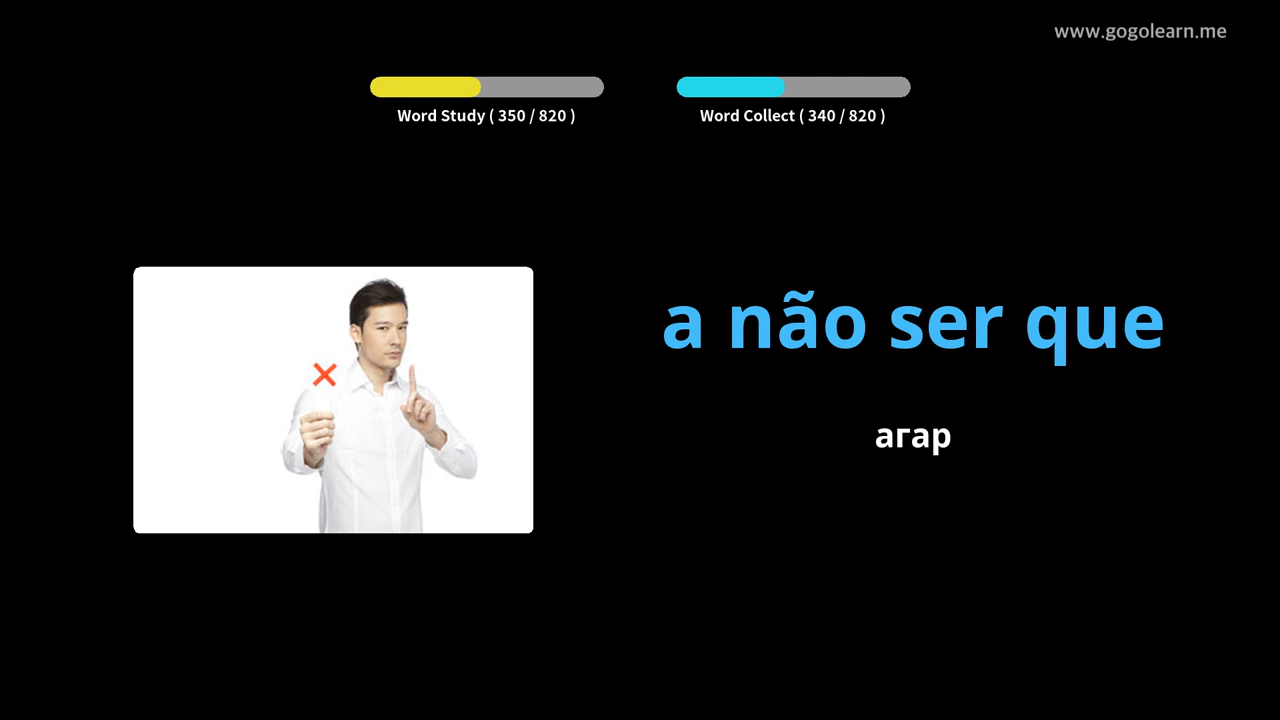 www.gogolearn.me
Word Study ( 350 / 820 )
Word Collect ( 340 / 820 )
a não ser que
агар